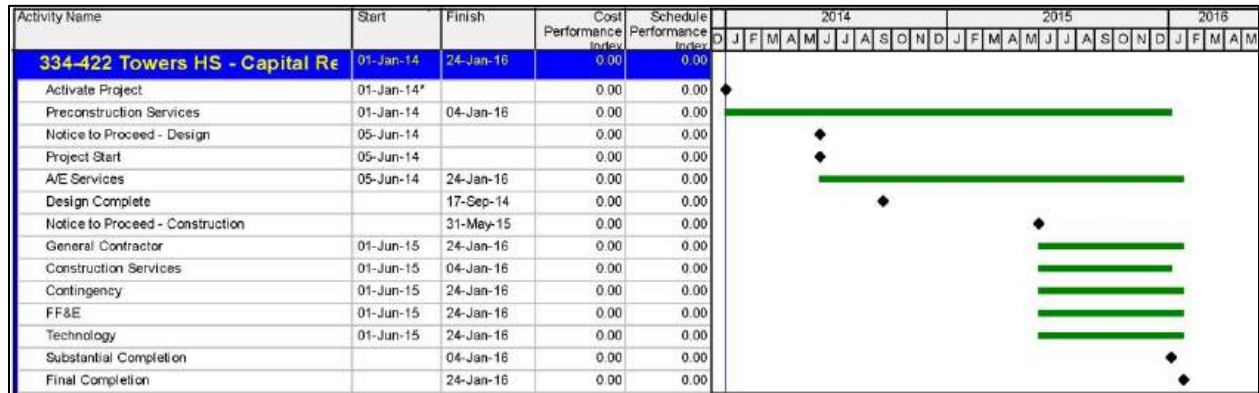 Activity Name Start Finish Cost Performance Index Schedule Performance Index 2014 2015 2016
D J F M A M J J A S O N D J F M A M J J A S O N D J F M A M
334-422 Towers HS - Capital Re 01-Jan-14 24-Jan-16 0.00 0.00
Activate Project 01-Jan-14* 0.00 0.00
Preconstruction Services 01-Jan-14 04-Jan-16 0.00 0.00
Notice to Proceed - Design 05-Jun-14 0.00 0.00
Project Start 05-Jun-14 0.00 0.00
A/E Services 05-Jun-14 24-Jan-16 0.00 0.00
Design Complete 17-Sep-14 0.00 0.00
Notice to Proceed - Construction 31-May-15 0.00 0.00
General Contractor 01-Jun-15 24-Jan-16 0.00 0.00
Construction Services 01-Jun-15 04-Jan-16 0.00 0.00
Contingency 01-Jun-15 24-Jan-16 0.00 0.00
FF&E 01-Jun-15 24-Jan-16 0.00 0.00
Technology 01-Jun-15 24-Jan-16 0.00 0.00
Substantial Completion 04-Jan-16 0.00 0.00
Final Completion 24-Jan-16 0.00 0.00